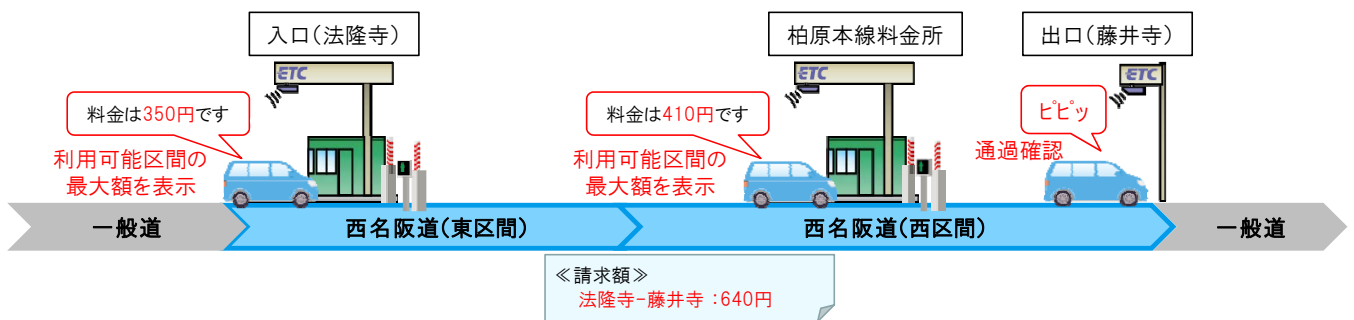 入口(法隆寺)
柏原本線料金所
出口(藤井寺)
ETC
ETC
ETC
料金は350円です
料金は410円です
ピピッ
利用可能区間の
最大額を表示
利用可能区間の
最大額を表示
通過確認
一般道
西名阪道(東区間)
西名阪道(西区間)
一般道
≪請求額≫
法隆寺-藤井寺:640円